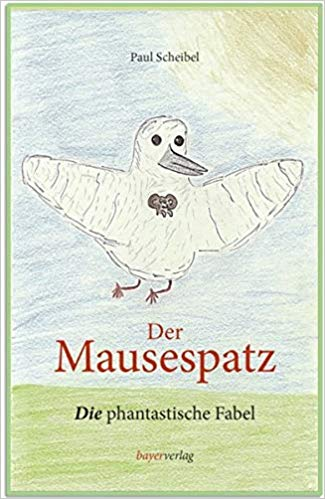 Paul Scheibel
Der
Mausespatz
Die phantastische Fabel
bayerverlag